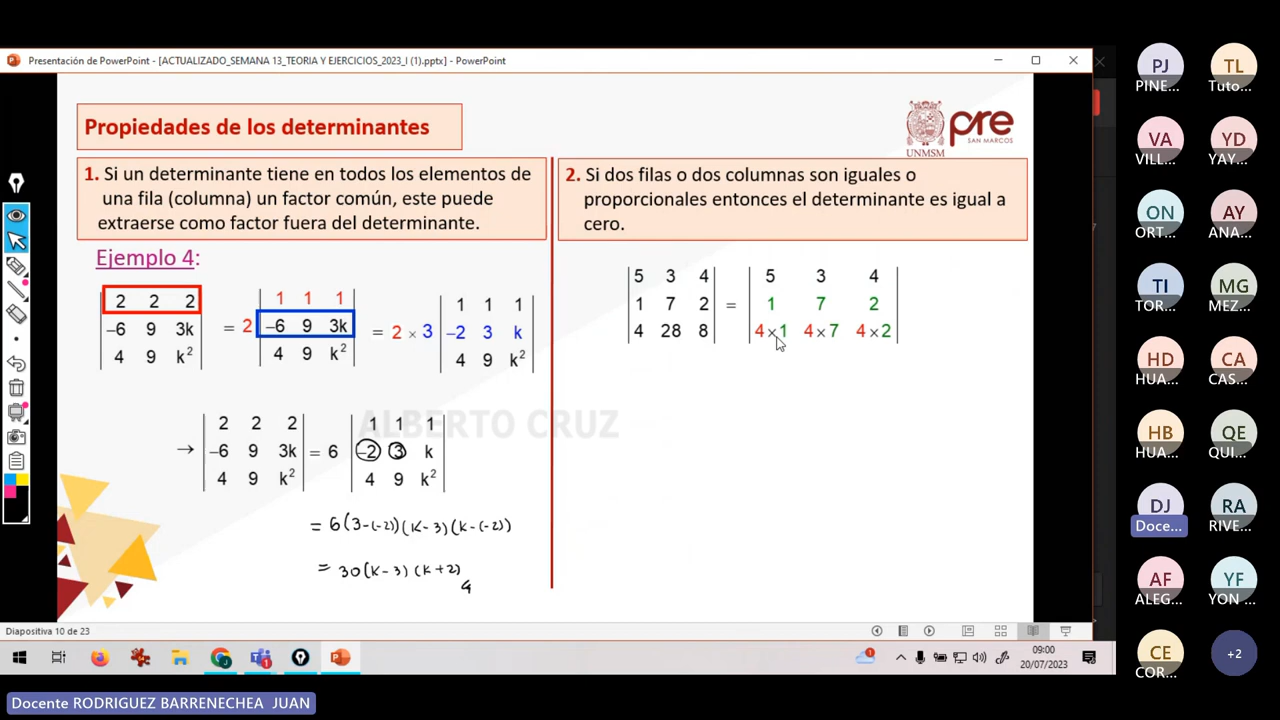 Presentación de PowerPoint - [ACTUALIZADO_SEMANA 13_TEORIA Y EJERCICIOS_2023_I (1).pptx] - PowerPoint
Propiedades de los determinantes
UNMSM
pre
SAN MARCOS
1. Si un determinante tiene en todos los elementos de
una fila (columna) un factor común, este puede
extraerse como factor fuera del determinante.
2. Si dos filas o dos columnas son iguales o
proporcionales entonces el determinante es igual a
cero.
Ejemplo 4:
|2 2 2| = 2 |1 1 1| = 2 × 3 |1 1 1|
|-6 9 3k| |-6 9 3k| |-2 3 k|
|4 9 k²| |4 9 k²| |4 9 k²|
|5 3 4| = |5 3 4|
|1 7 2| |1 7 2|
|4 28 8| |4×1 4×7 4×2|
ALBERTO CRUZ
→ |2 2 2| = 6 |1 1 1|
|-6 9 3k| |-2 3 k|
|4 9 k²| |4 9 k²|
= 6(3-(-2))(k-3)(k-(-2))
= 30(k-3)(k+2)
Diapositiva 10 de 23
09:00
20/07/2023
Docente RODRIGUEZ BARRENECHEA JUAN
PJ
PINE...
TL
Tuto...
VA
VILL...
YD
YAY...
ON
ORT...
AY
ANA...
TI
TOR...
MG
MEZ...
HD
HUA...
CA
CAS...
HB
HUA...
QE
QUI...
DJ
Doce...
RA
RIVE...
AF
ALEG...
YF
YON ...
CE
COR...
+2